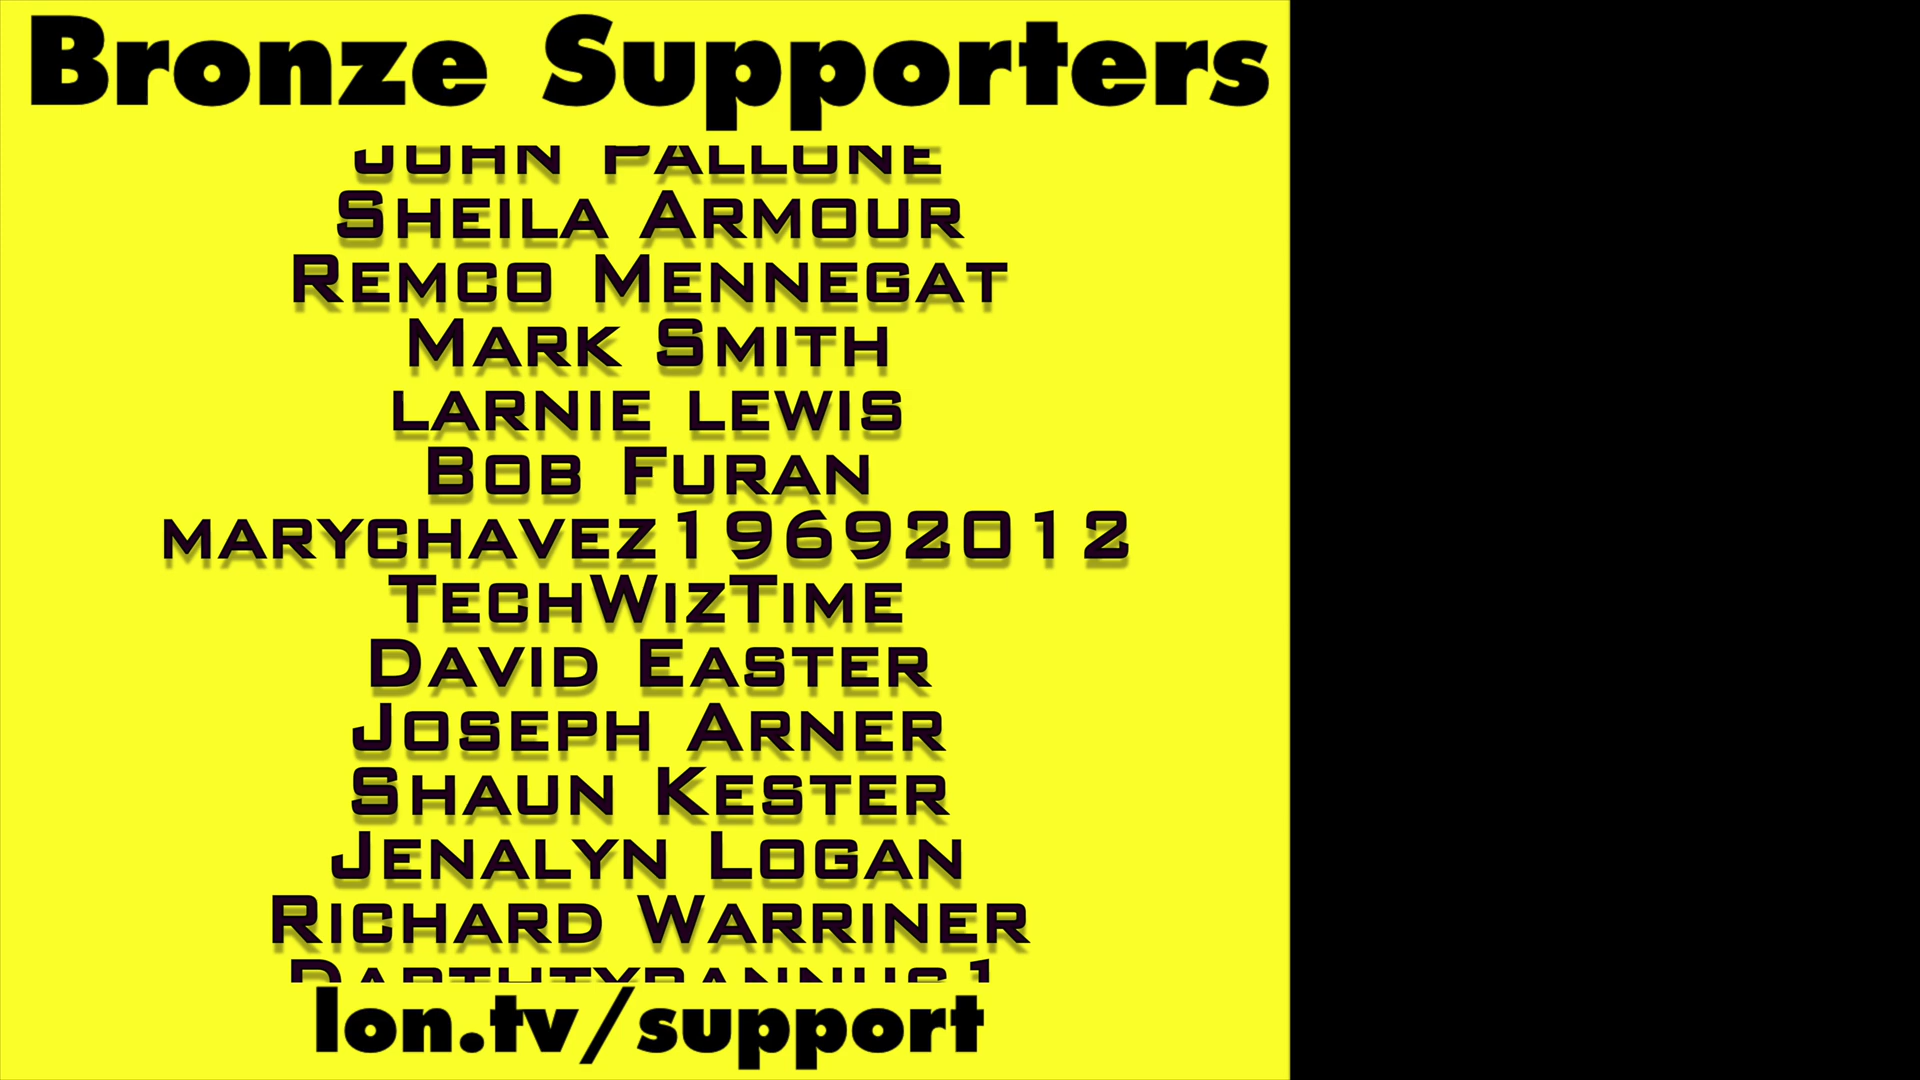 Bronze Supporters
John
Sheila Armour
Remco Mennegat
Mark Smith
larnie lewis
Bob Furan
marychavez19692012
TechWizTime
David Easter
Joseph Arner
Shaun Kester
Jenalyn Logan
Richard Warriner
lon.tv/support